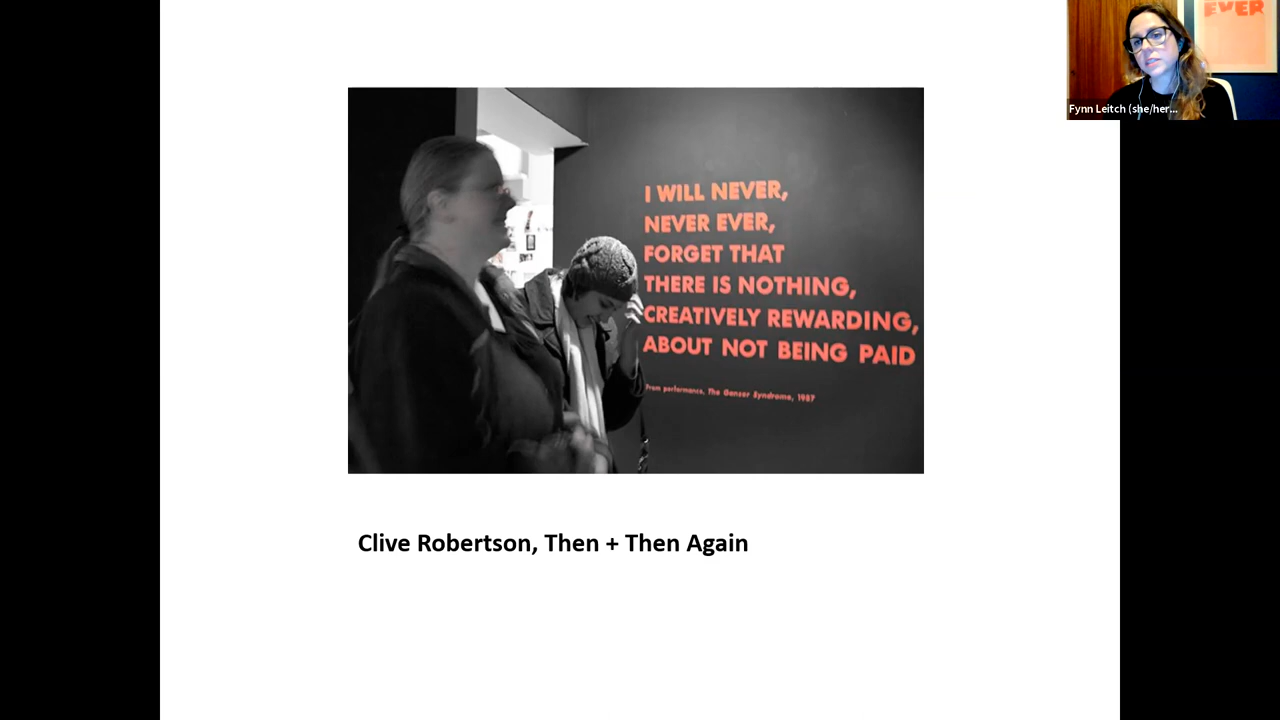 EVER
Fynn Leitch (she/her...
I WILL NEVER,
NEVER EVER,
FORGET THAT
THERE IS NOTHING,
CREATIVELY REWARDING,
ABOUT NOT BEING PAID
From performance, The Ganser Syndrome, 1987
Clive Robertson, Then + Then Again